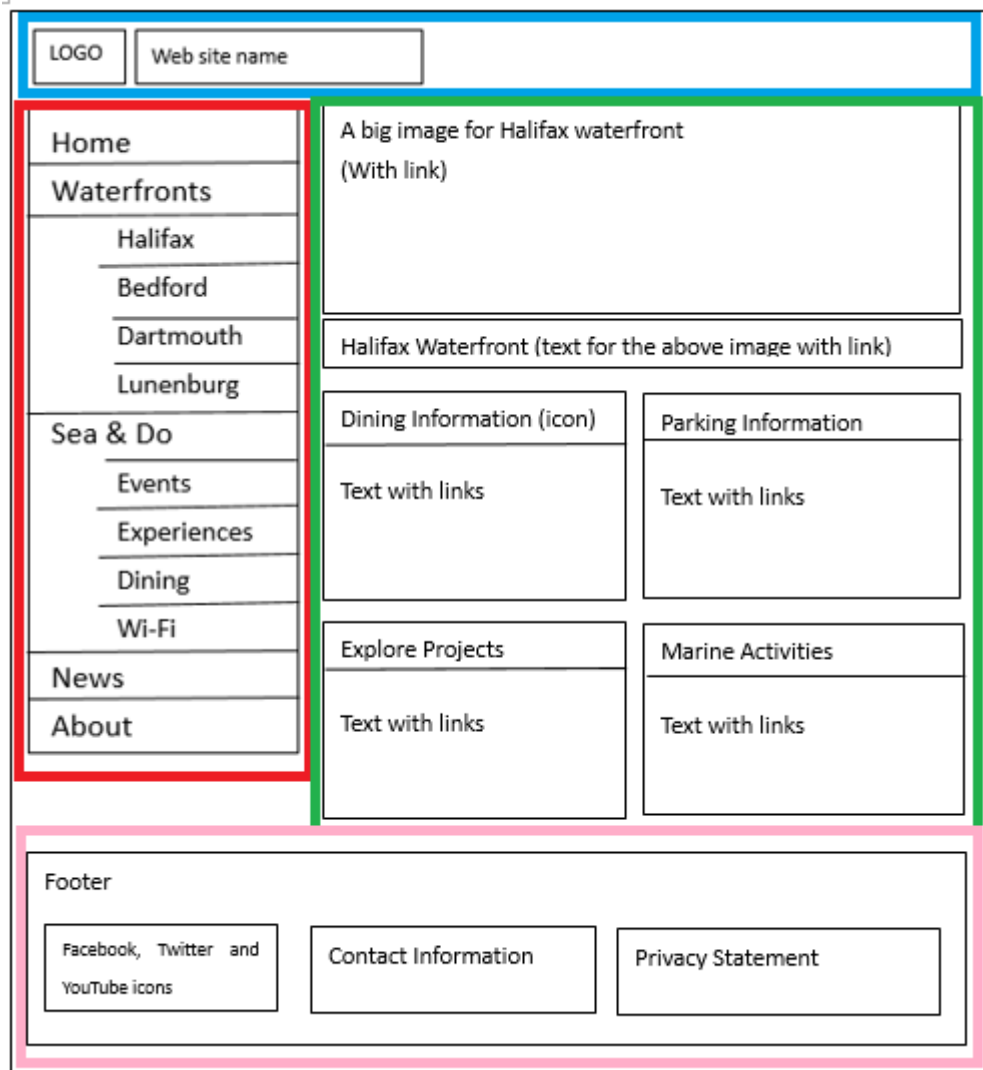 LOGO
Web site name
Home
Waterfronts
Halifax
Bedford
Dartmouth
Lunenburg
Sea & Do
Events
Experiences
Dining
Wi-Fi
News
About
A big image for Halifax waterfront
(With link)
Halifax Waterfront (text for the above image with link)
Dining Information (icon)
Text with links
Parking Information
Text with links
Explore Projects
Text with links
Marine Activities
Text with links
Footer
Facebook, Twitter and
YouTube icons
Contact Information
Privacy Statement